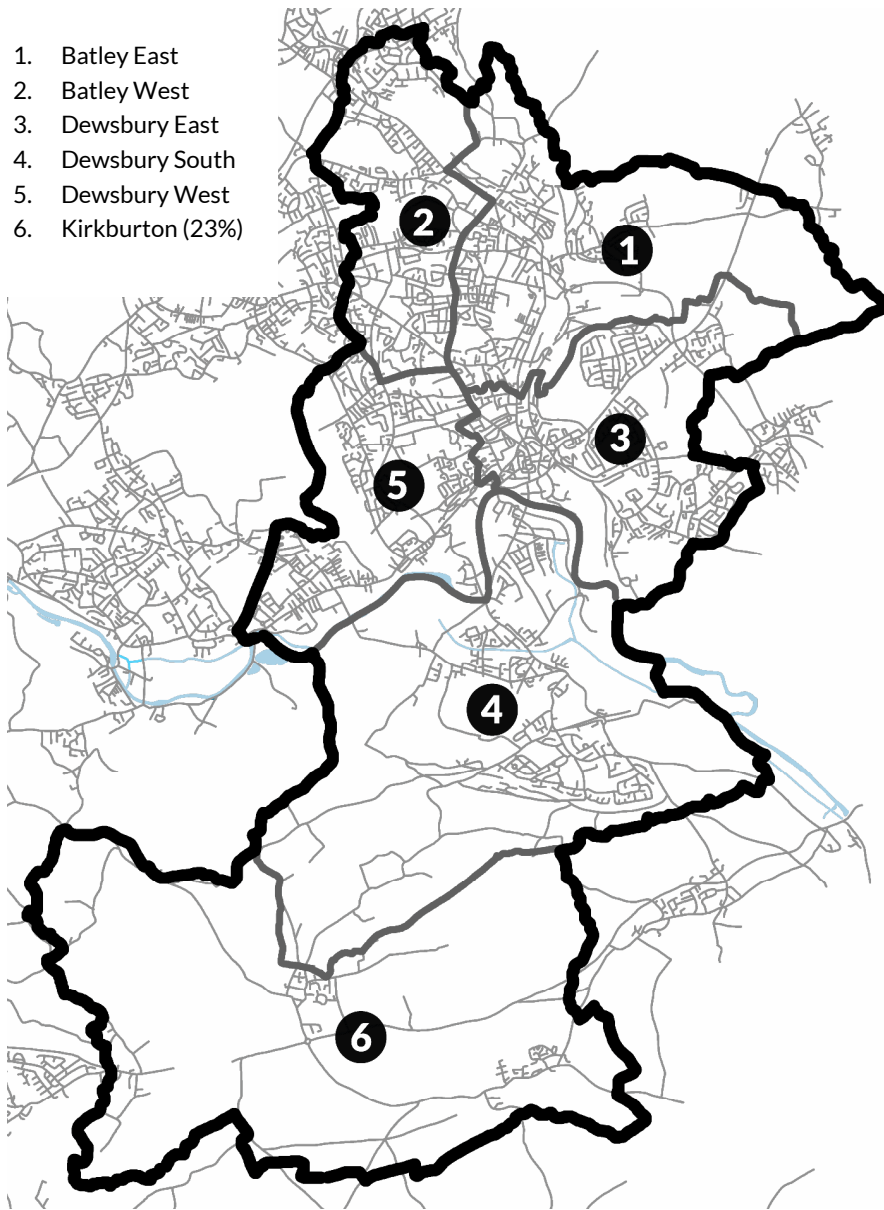 1. Batley East
2. Batley West
3. Dewsbury East
4. Dewsbury South
5. Dewsbury West
6. Kirkburton (23%)
2
1
3
5
4
6